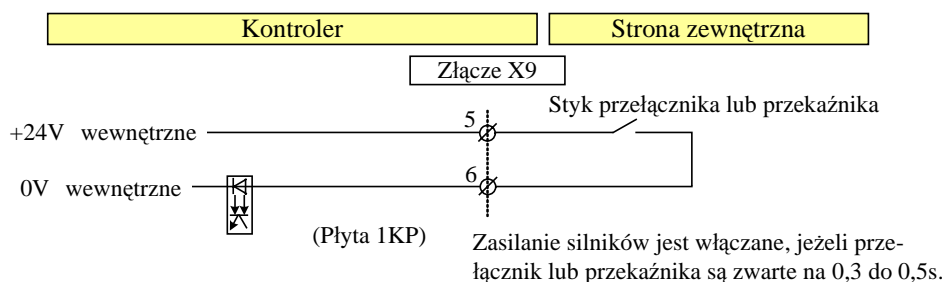 Kontroler
Strona zewnętrzna
Złącze X9
Styk przełącznika lub przekaźnika
+24V wewnętrzne
5
0V wewnętrzne
6
(Płyta 1KP)
Zasilanie silników jest włączane, jeżeli prze-
łącznik lub przekaźnika są zwarte na 0,3 do 0,5s.